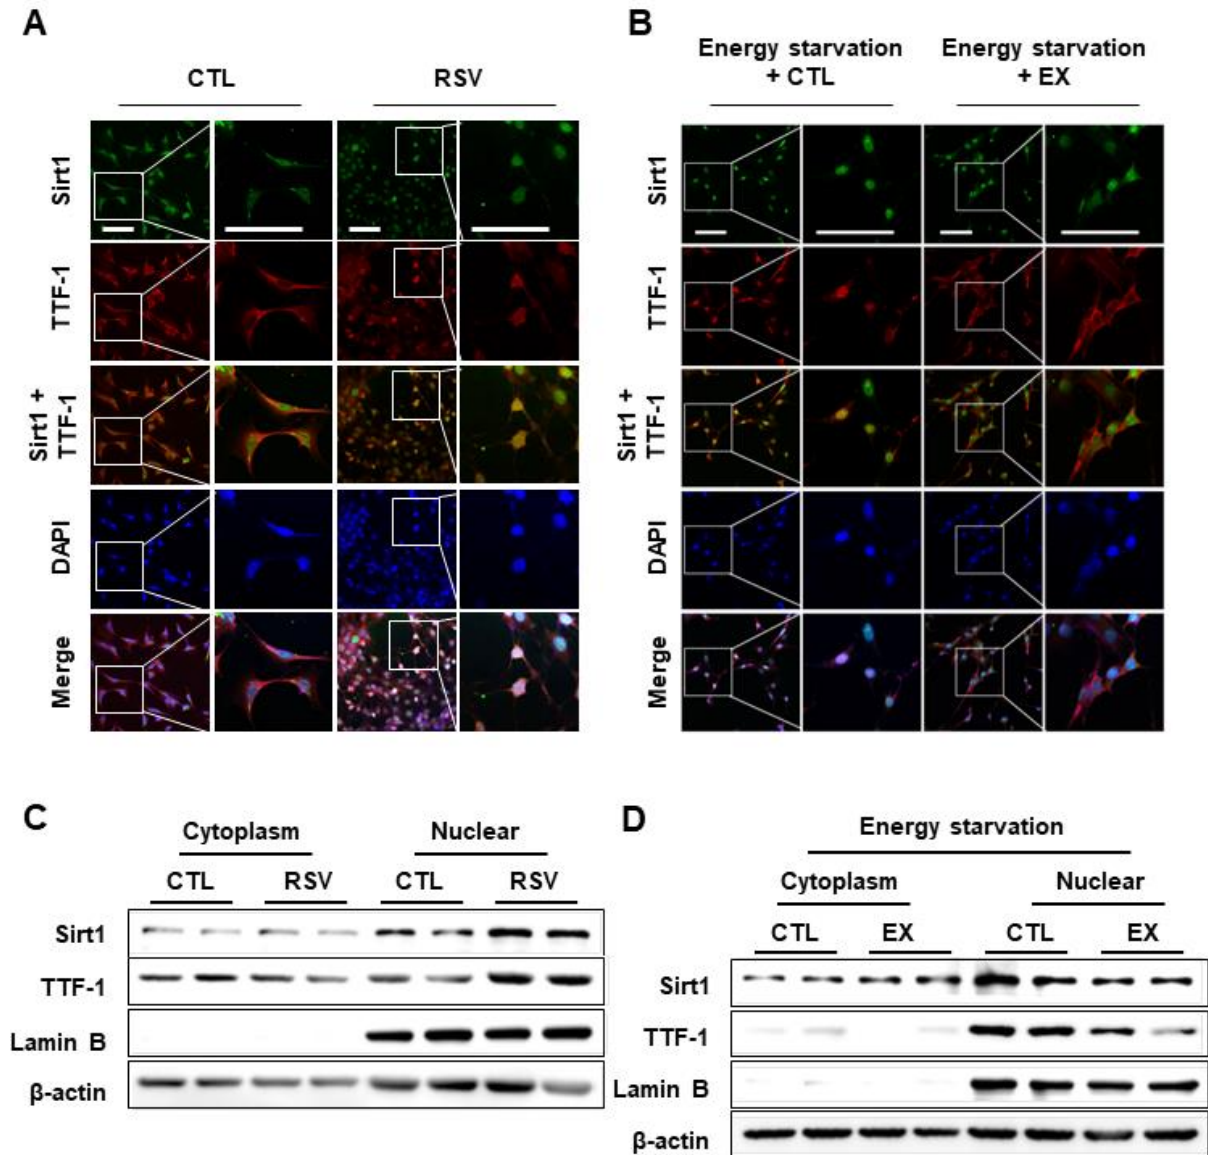 A
CTL
RSV
Sirt1
TTF-1
Sirt1 +
TTF-1
DAPI
Merge
B
Energy starvation
+ CTL
Energy starvation
+ EX
Sirt1
TTF-1
Sirt1 +
TTF-1
DAPI
Merge
C
Cytoplasm
Nuclear
CTL
RSV
CTL
RSV
Sirt1
TTF-1
Lamin B
β-actin
D
Energy starvation
Cytoplasm
Nuclear
CTL
EX
CTL
EX
Sirt1
TTF-1
Lamin B
β-actin